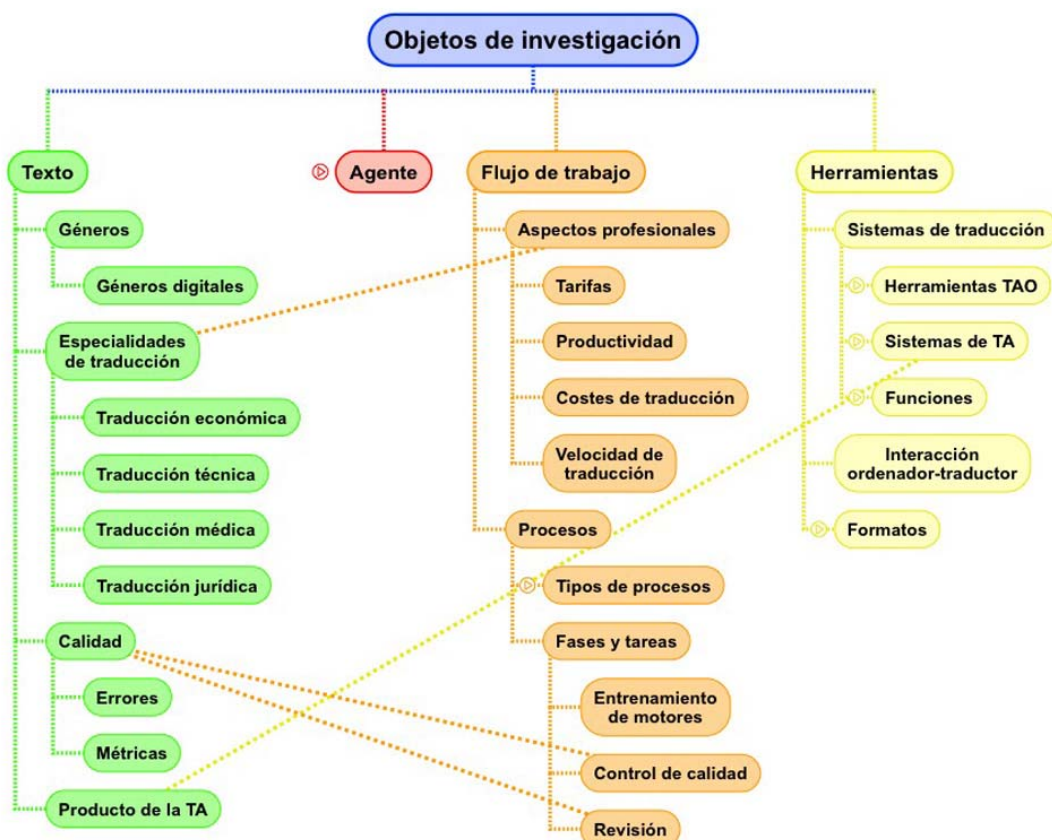 Objetos de investigación
Texto
Géneros
Géneros digitales
Especialidades
de traducción
Traducción económica
Traducción técnica
Traducción médica
Traducción jurídica
Calidad
Errores
Métricas
Producto de la TA
Agente
Flujo de trabajo
Aspectos profesionales
Tarifas
Productividad
Costes de traducción
Velocidad de
traducción
Procesos
Tipos de procesos
Fases y tareas
Entrenamiento
de motores
Control de calidad
Revisión
Herramientas
Sistemas de traducción
Herramientas TAO
Sistemas de TA
Funciones
Interacción
ordenador-traductor
Formatos